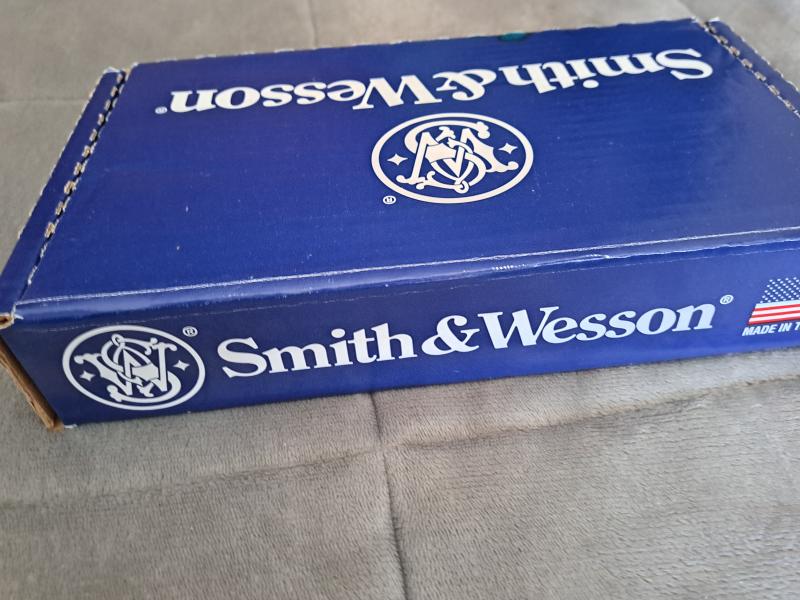 Smith & Wesson®
®
® Smith & Wesson®
MADE IN T